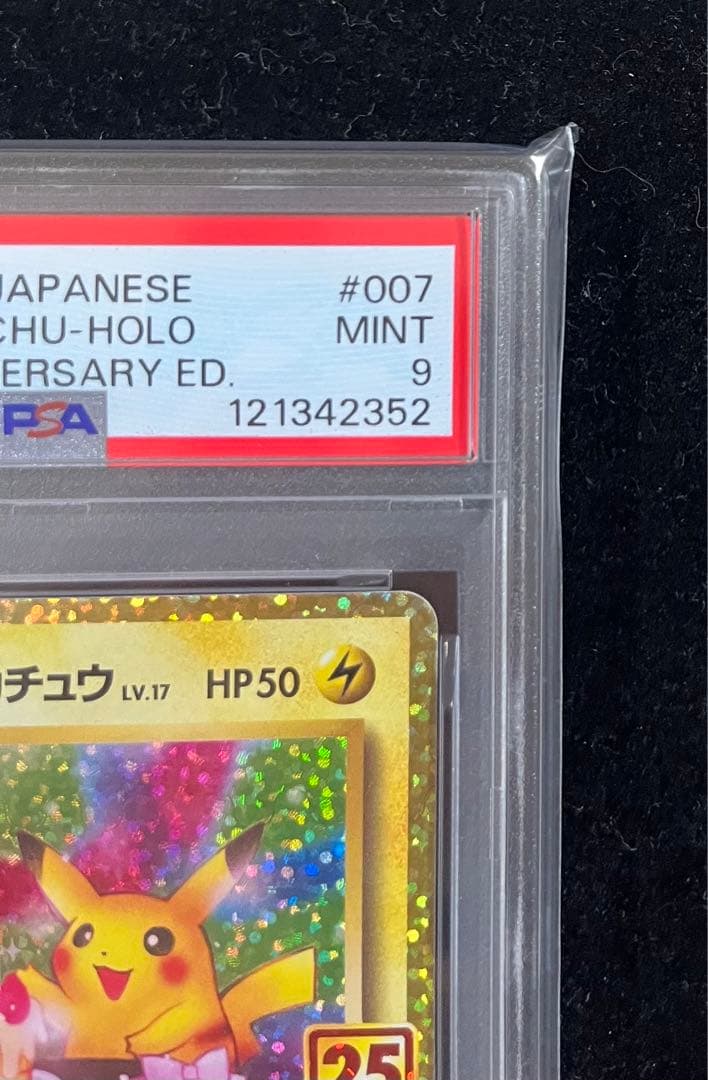 JAPANESE #007
CHU-HOLO MINT
ERSARY ED. 9
PSA 121342352
チュウ LV.17 HP50
25